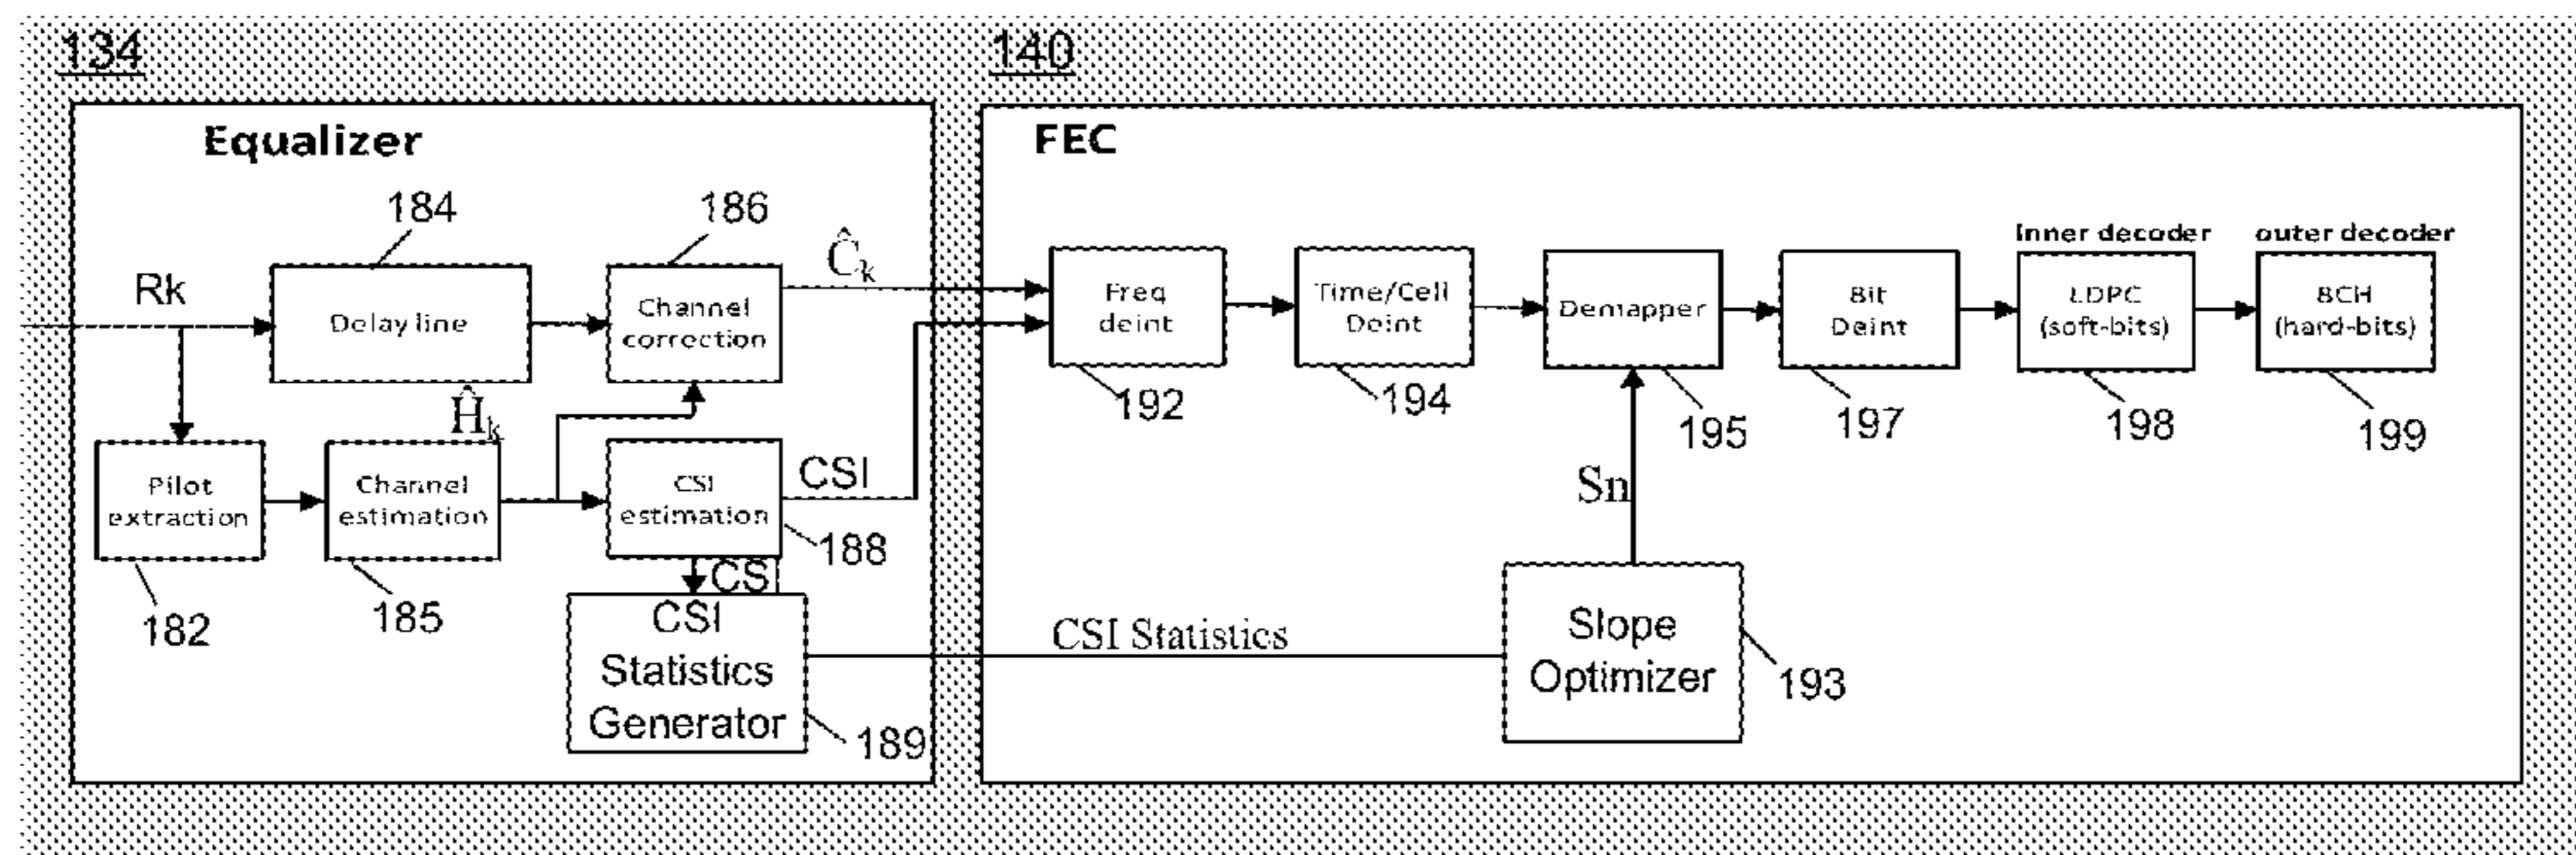 134
140
Equalizer
FEC
184
186
Rk
Delay line
Channel
correction
Ĉk
Ĥk
Pilot
extraction
Channel
estimation
CSI
estimation
CSI
182
185
188
CS
CSI
Statistics
Generator
189
CSI Statistics
Freq
deint
192
Time/Cell
Deint
194
Demapper
195
Bit
Deint
197
Inner decoder
LDPC
(soft-bits)
198
outer decoder
BCH
(hard-bits)
199
Sn
Slope
Optimizer
193